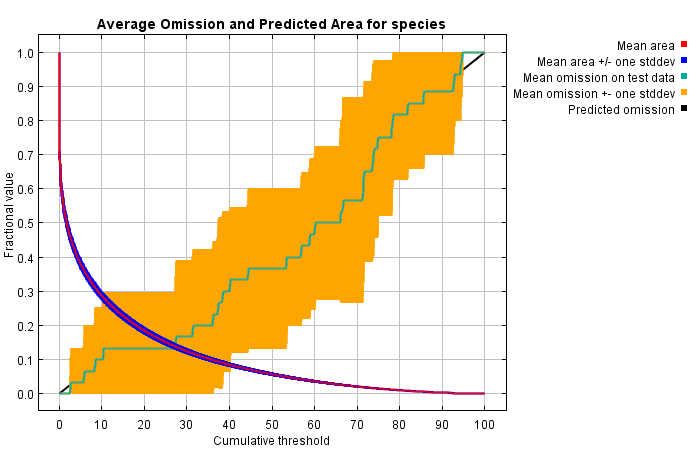 Average Omission and Predicted Area for species
Mean area
Mean area +/- one stddev
Mean omission on test data
Mean omission +- one stddev
Predicted omission
Fractional value
1.0
0.9
0.8
0.7
0.6
0.5
0.4
0.3
0.2
0.1
0.0
0 10 20 30 40 50 60 70 80 90 100
Cumulative threshold